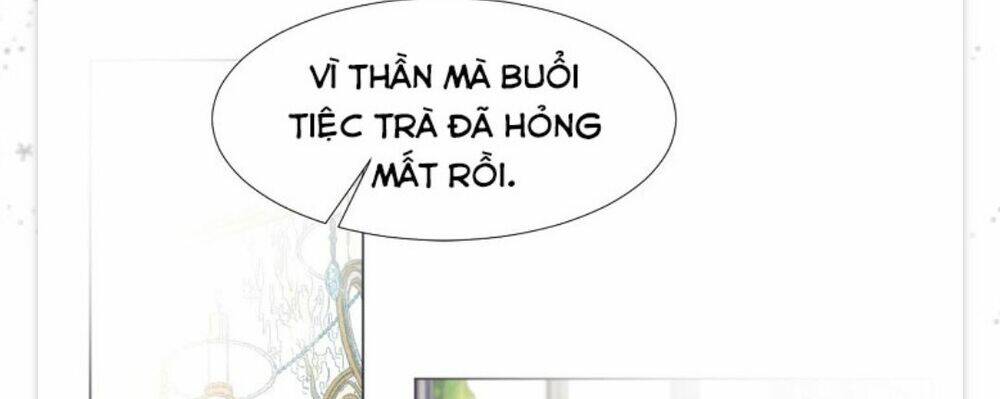 VÌ THẦN MÀ BUỔI
TIỆC TRÀ ĐÃ HỎNG
MẤT RỒI.